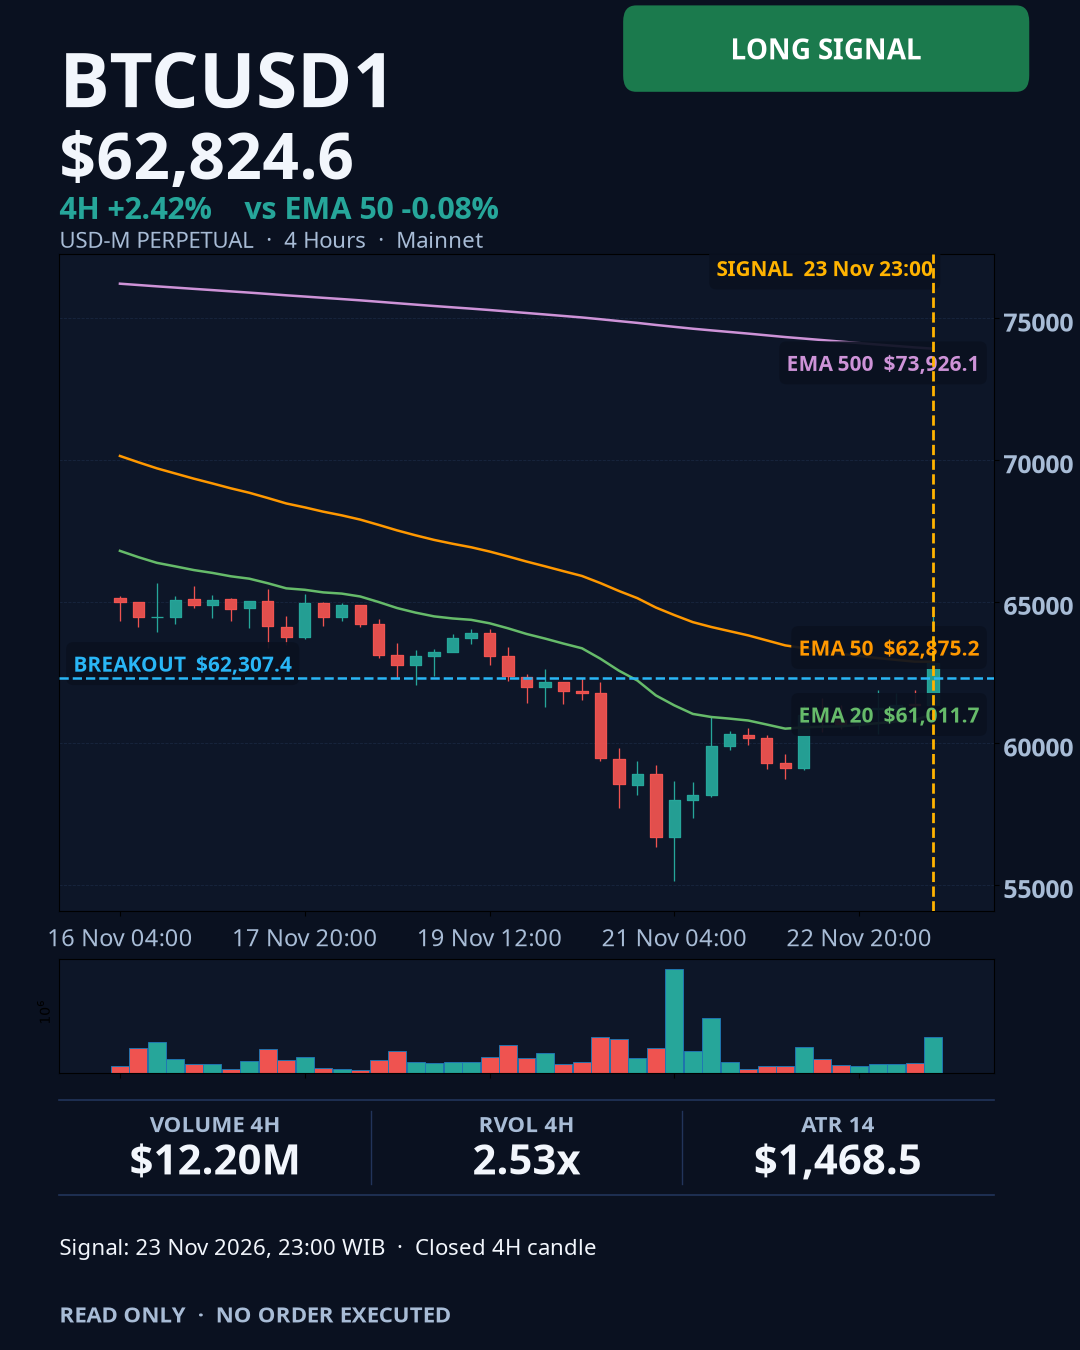 LONG SIGNAL
BTCUSD1
$62,824.6
4H +2.42% vs EMA 50 -0.08%
USD-M PERPETUAL · 4 Hours · Mainnet
SIGNAL 23 Nov 23:00
75000
EMA 500 $73,926.1
70000
65000
EMA 50 $62,875.2
BREAKOUT $62,307.4
EMA 20 $61,011.7
60000
55000
16 Nov 04:00 17 Nov 20:00 19 Nov 12:00 21 Nov 04:00 22 Nov 20:00
10⁶
VOLUME 4H RVOL 4H ATR 14
$12.20M 2.53x $1,468.5
Signal: 23 Nov 2026, 23:00 WIB · Closed 4H candle
READ ONLY · NO ORDER EXECUTED